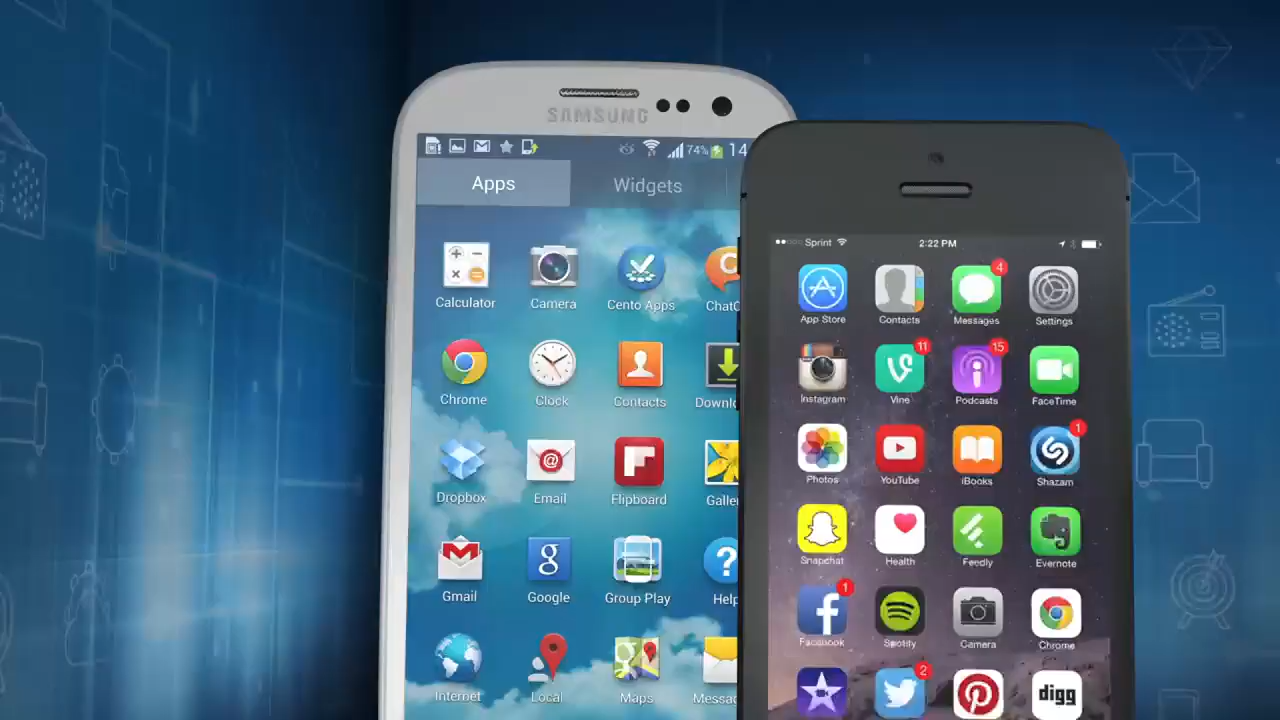 SAMSUNG
74% 14
Apps Widgets
Calculator Camera Cento Apps
Chrome Clock Contacts
Dropbox Email Flipboard
Gmail Google Group Play Help
Internet Local Maps
Sprint 2:22 PM
App Store Contacts Messages Settings
4
Instagram Vine Podcasts FaceTime
11 15
Photos YouTube iBooks Shazam
1
Snapchat Health Feedly Evernote
Facebook Spotify Camera Chrome
1
2
digg